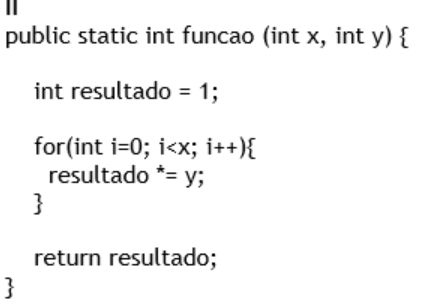 II
public static int funcao (int x, int y) {
int resultado = 1;
for(int i=0; i<x; i++){
resultado *= y;
}
return resultado;
}